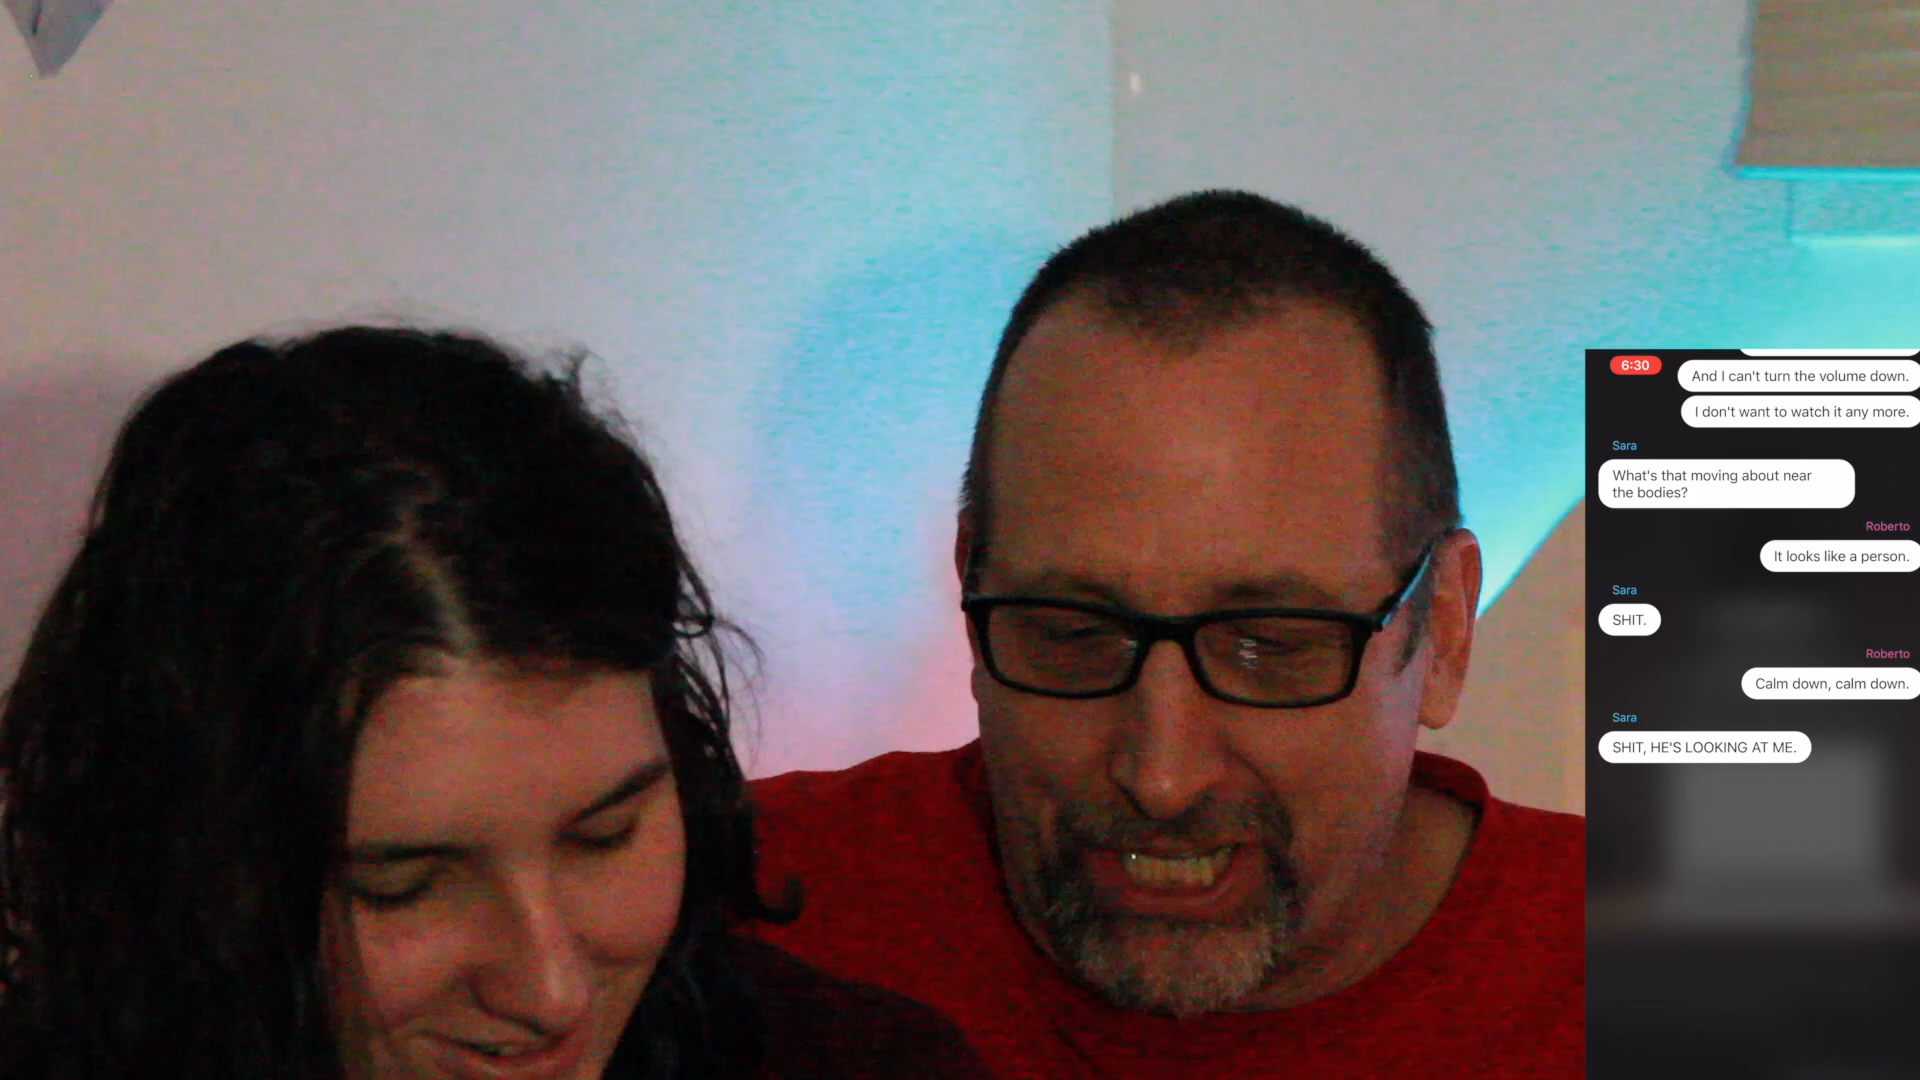 6:30
And I can't turn the volume down.
I don't want to watch it any more.
Sara
What's that moving about near
the bodies?
Roberto
It looks like a person.
Sara
SHIT.
Roberto
Calm down, calm down.
Sara
SHIT, HE'S LOOKING AT ME.